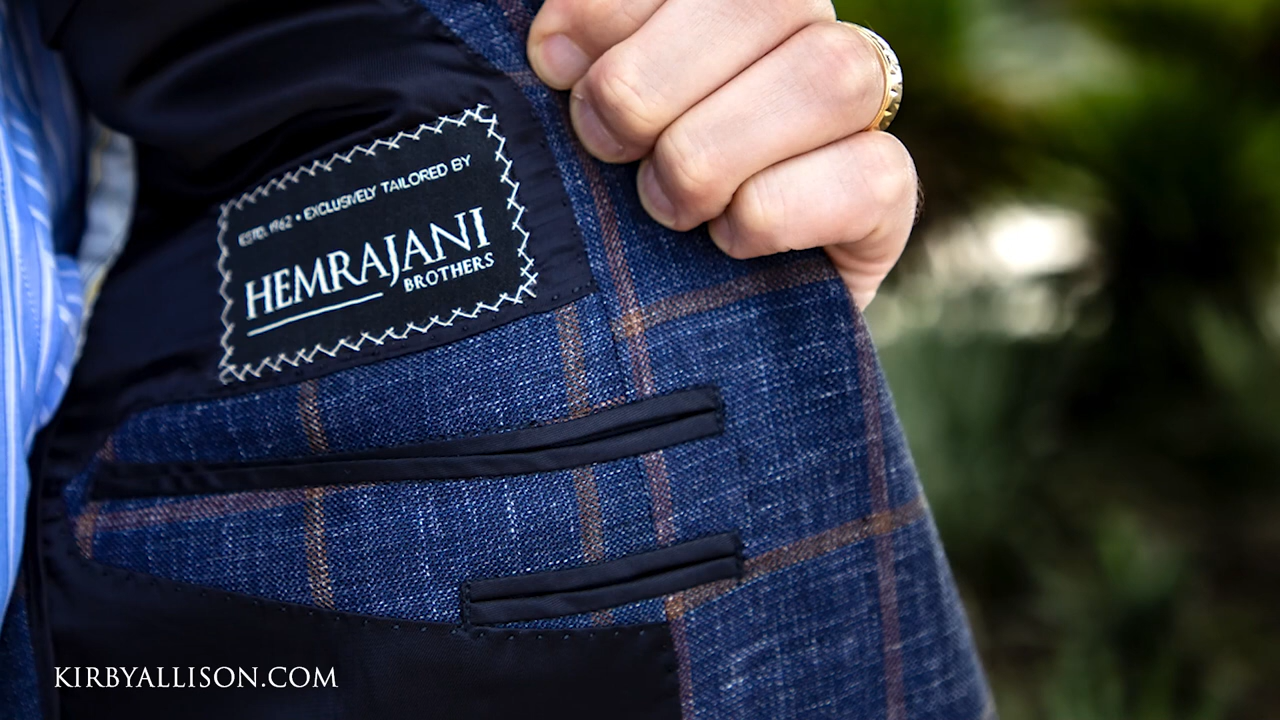 ESTD. 1962 • EXCLUSIVELY TAILORED BY
HEMRAJANI
BROTHERS
KIRBYALLISON.COM